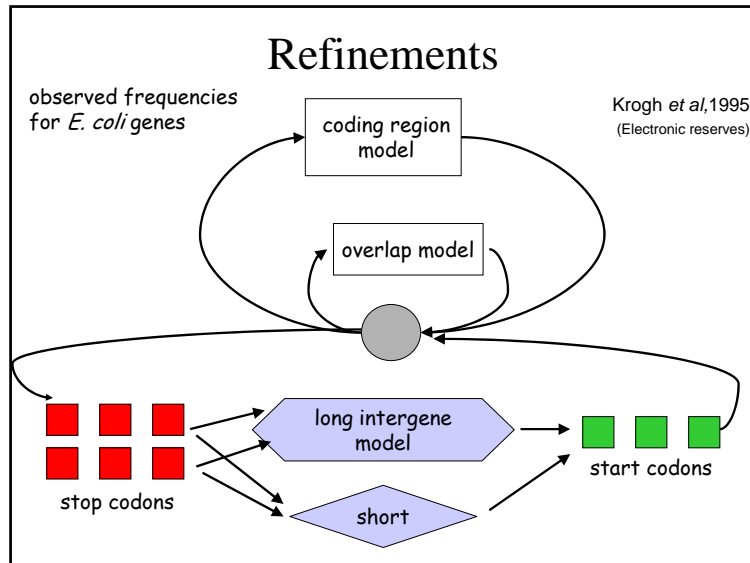 Refinements
observed frequencies
for E. coli genes
Krogh et al,1995
(Electronic reserves)
coding region
model
overlap model
long intergene
model
start codons
stop codons
short